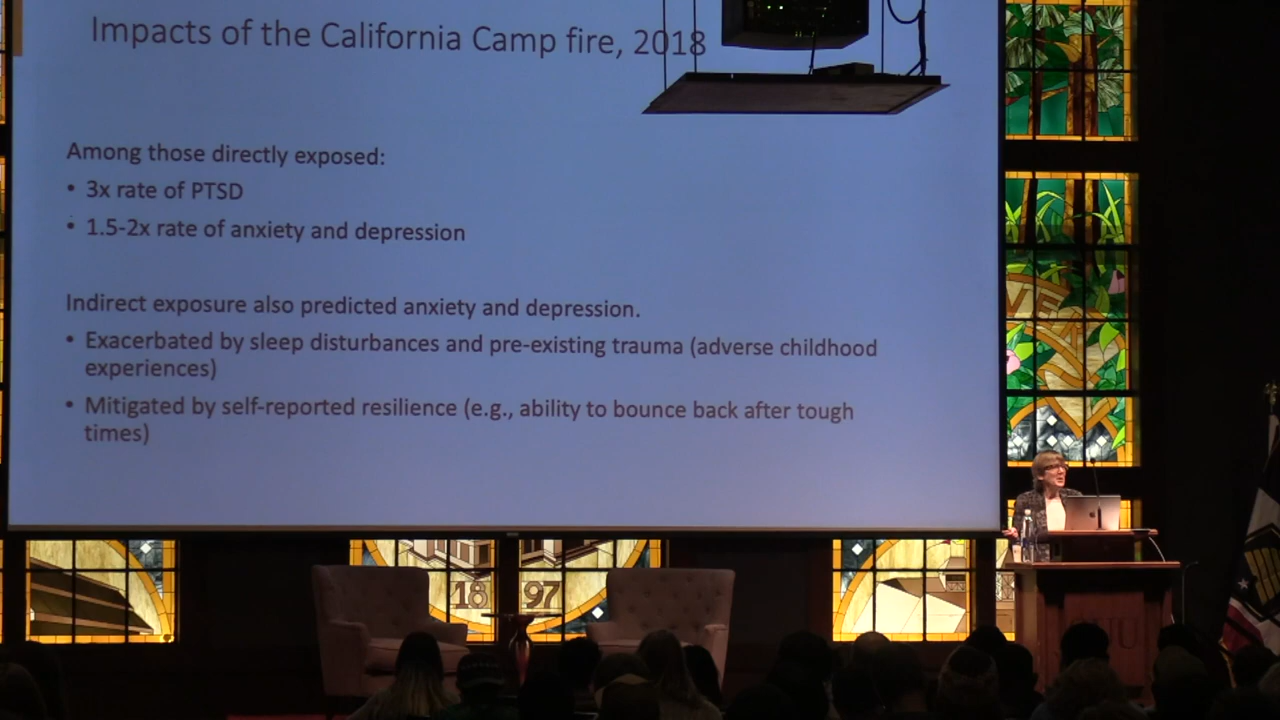 Impacts of the California Camp fire, 2018
Among those directly exposed:
• 3x rate of PTSD
• 1.5-2x rate of anxiety and depression
Indirect exposure also predicted anxiety and depression.
• Exacerbated by sleep disturbances and pre-existing trauma (adverse childhood
experiences)
• Mitigated by self-reported resilience (e.g., ability to bounce back after tough
times)
18 97